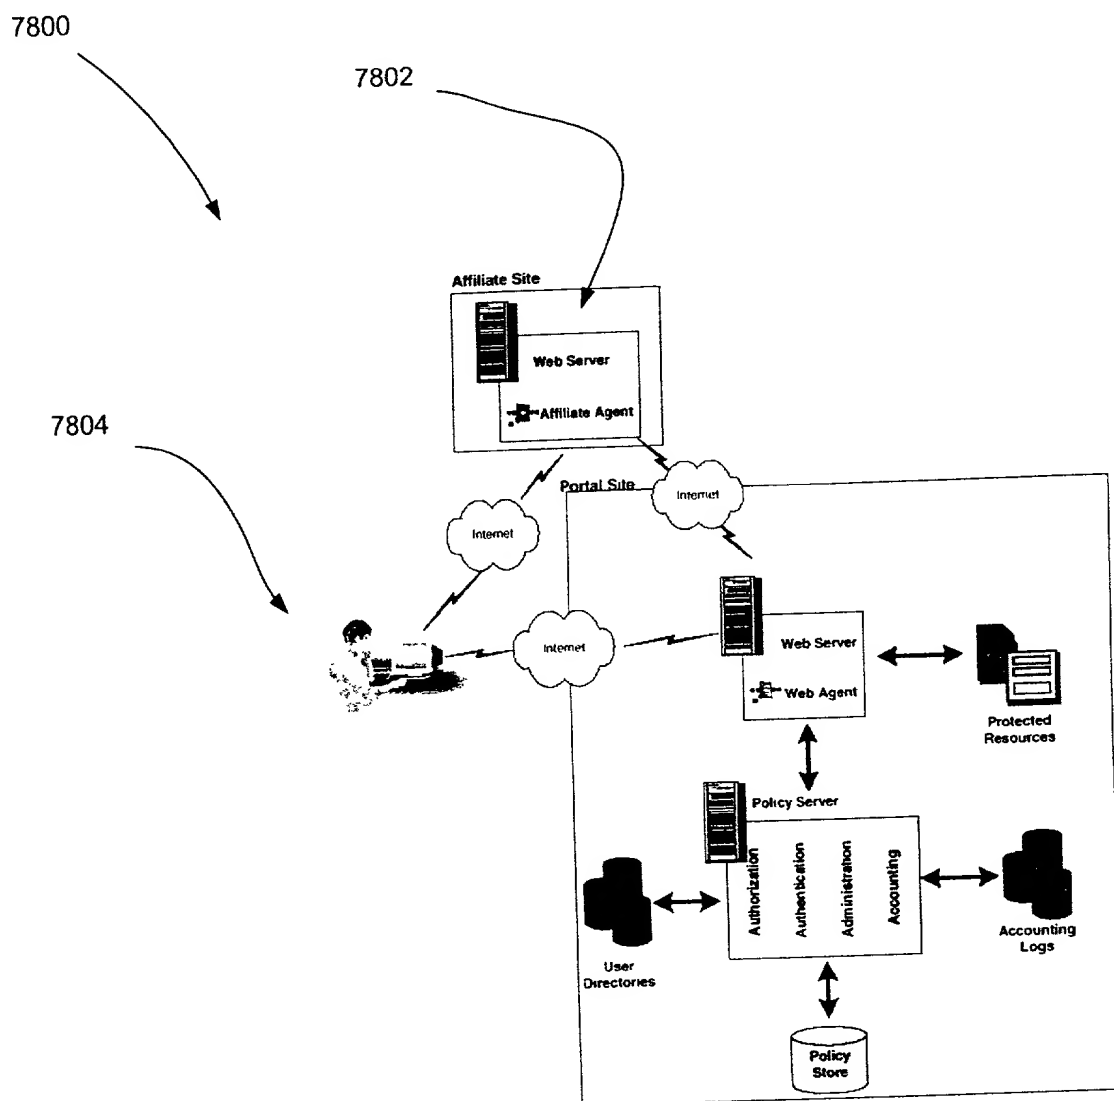 7800
7802
Affiliate Site
Web Server
Affiliate Agent
7804
Portal Site
Internet
Internet
Internet
Web Server
Web Agent
Protected
Resources
Policy Server
Authorization
Authentication
Administration
Accounting
User
Directories
Accounting
Logs
Policy
Store